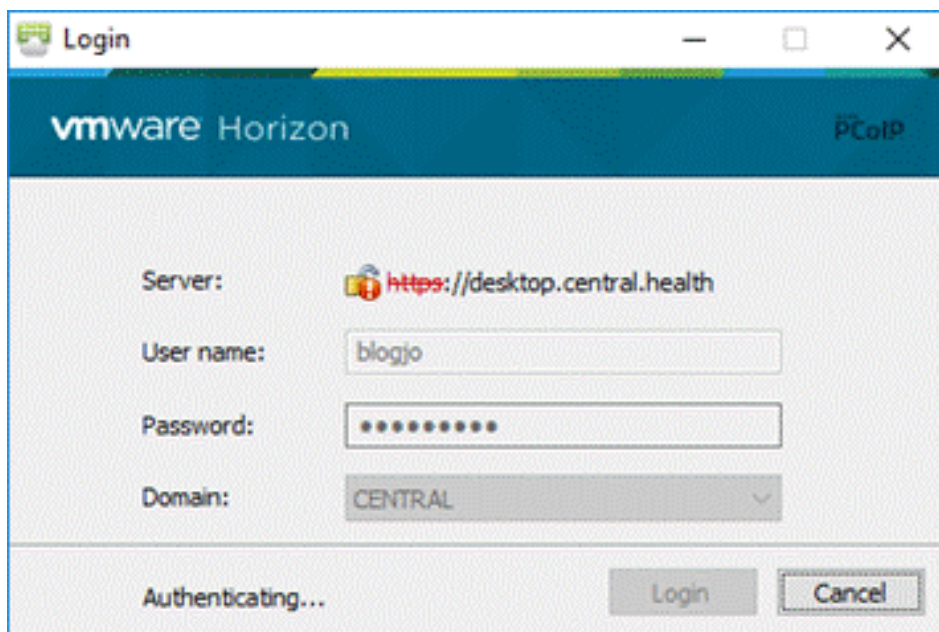 Login
vmware Horizon
PCoIP
Server: https://desktop.central.health
User name: blogjo
Password: •••••••••
Domain: CENTRAL
Authenticating... Login Cancel